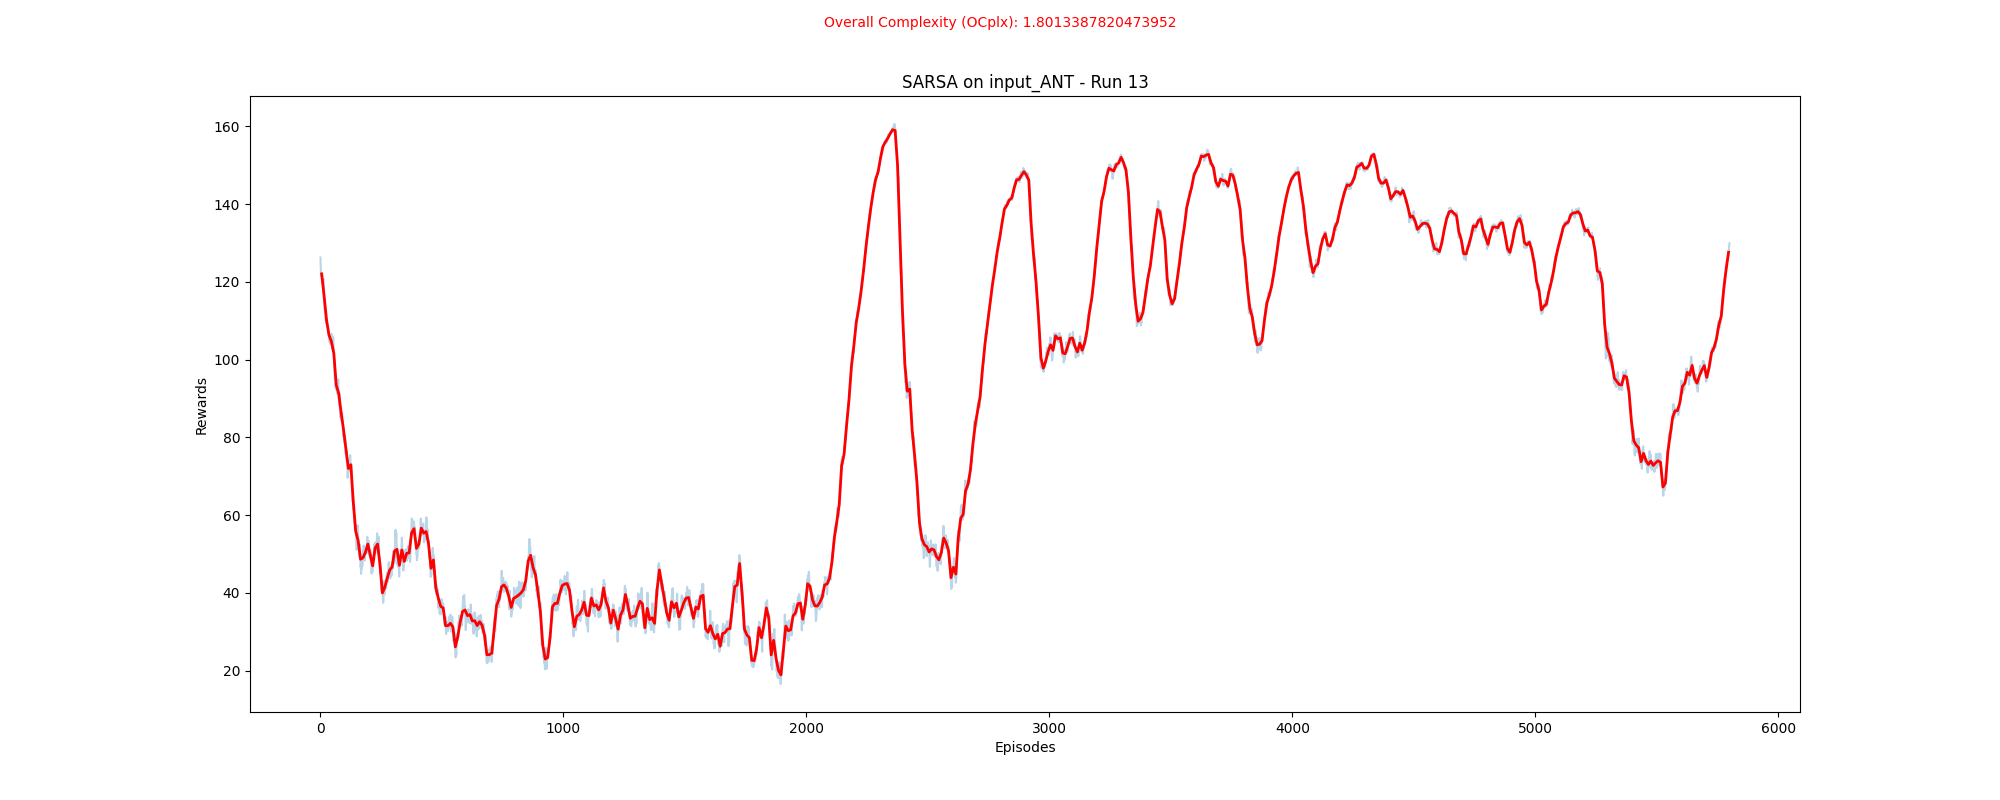 Overall Complexity (OCplx): 1.8013387820473952
SARSA on input_ANT - Run 13
Rewards
160
140
120
100
80
60
40
20
0 1000 2000 3000 4000 5000 6000
Episodes